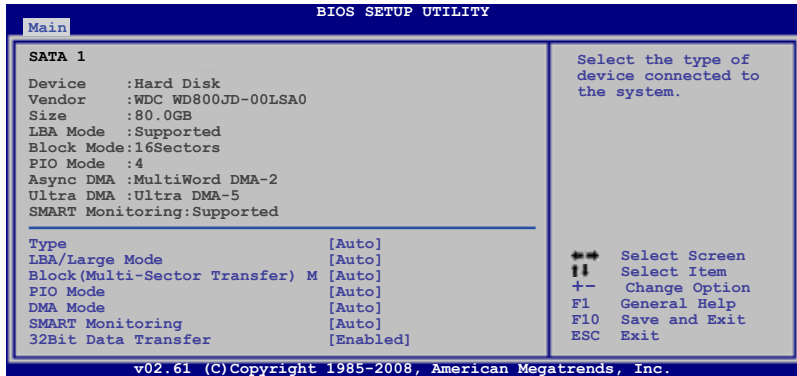 BIOS SETUP UTILITY
Main
SATA 1
Device :Hard Disk
Vendor :WDC WD800JD-00LSA0
Size :80.0GB
LBA Mode :Supported
Block Mode:16Sectors
PIO Mode :4
Async DMA :MultiWord DMA-2
Ultra DMA :Ultra DMA-5
SMART Monitoring:Supported
Type [Auto]
LBA/Large Mode [Auto]
Block(Multi-Sector Transfer) M [Auto]
PIO Mode [Auto]
DMA Mode [Auto]
SMART Monitoring [Auto]
32Bit Data Transfer [Enabled]
Select the type of
device connected to
the system.
←→ Select Screen
↑↓ Select Item
+- Change Option
F1 General Help
F10 Save and Exit
ESC Exit
v02.61 (C)Copyright 1985-2008, American Megatrends, Inc.